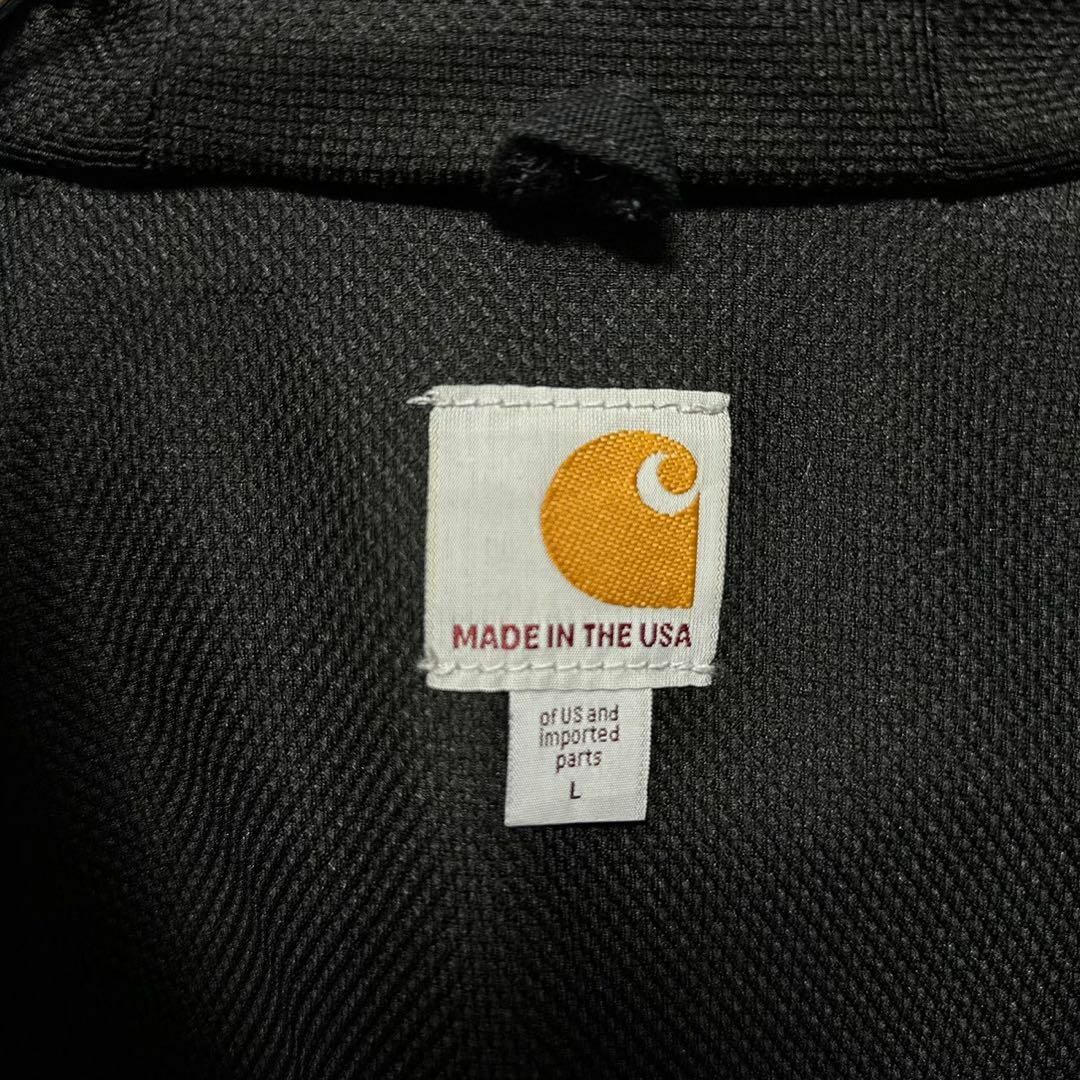 MADE IN THE USA
of US and
imported
parts
L